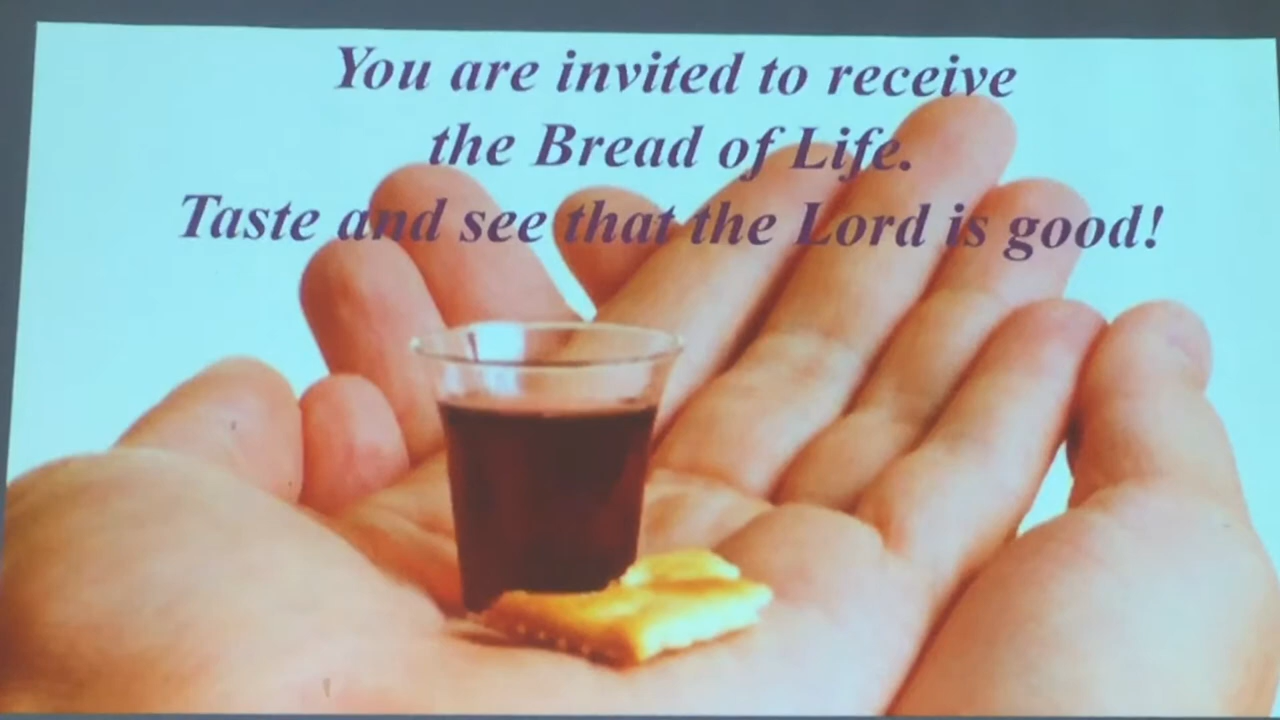 You are invited to receive
the Bread of Life.
Taste and see that the Lord is good!